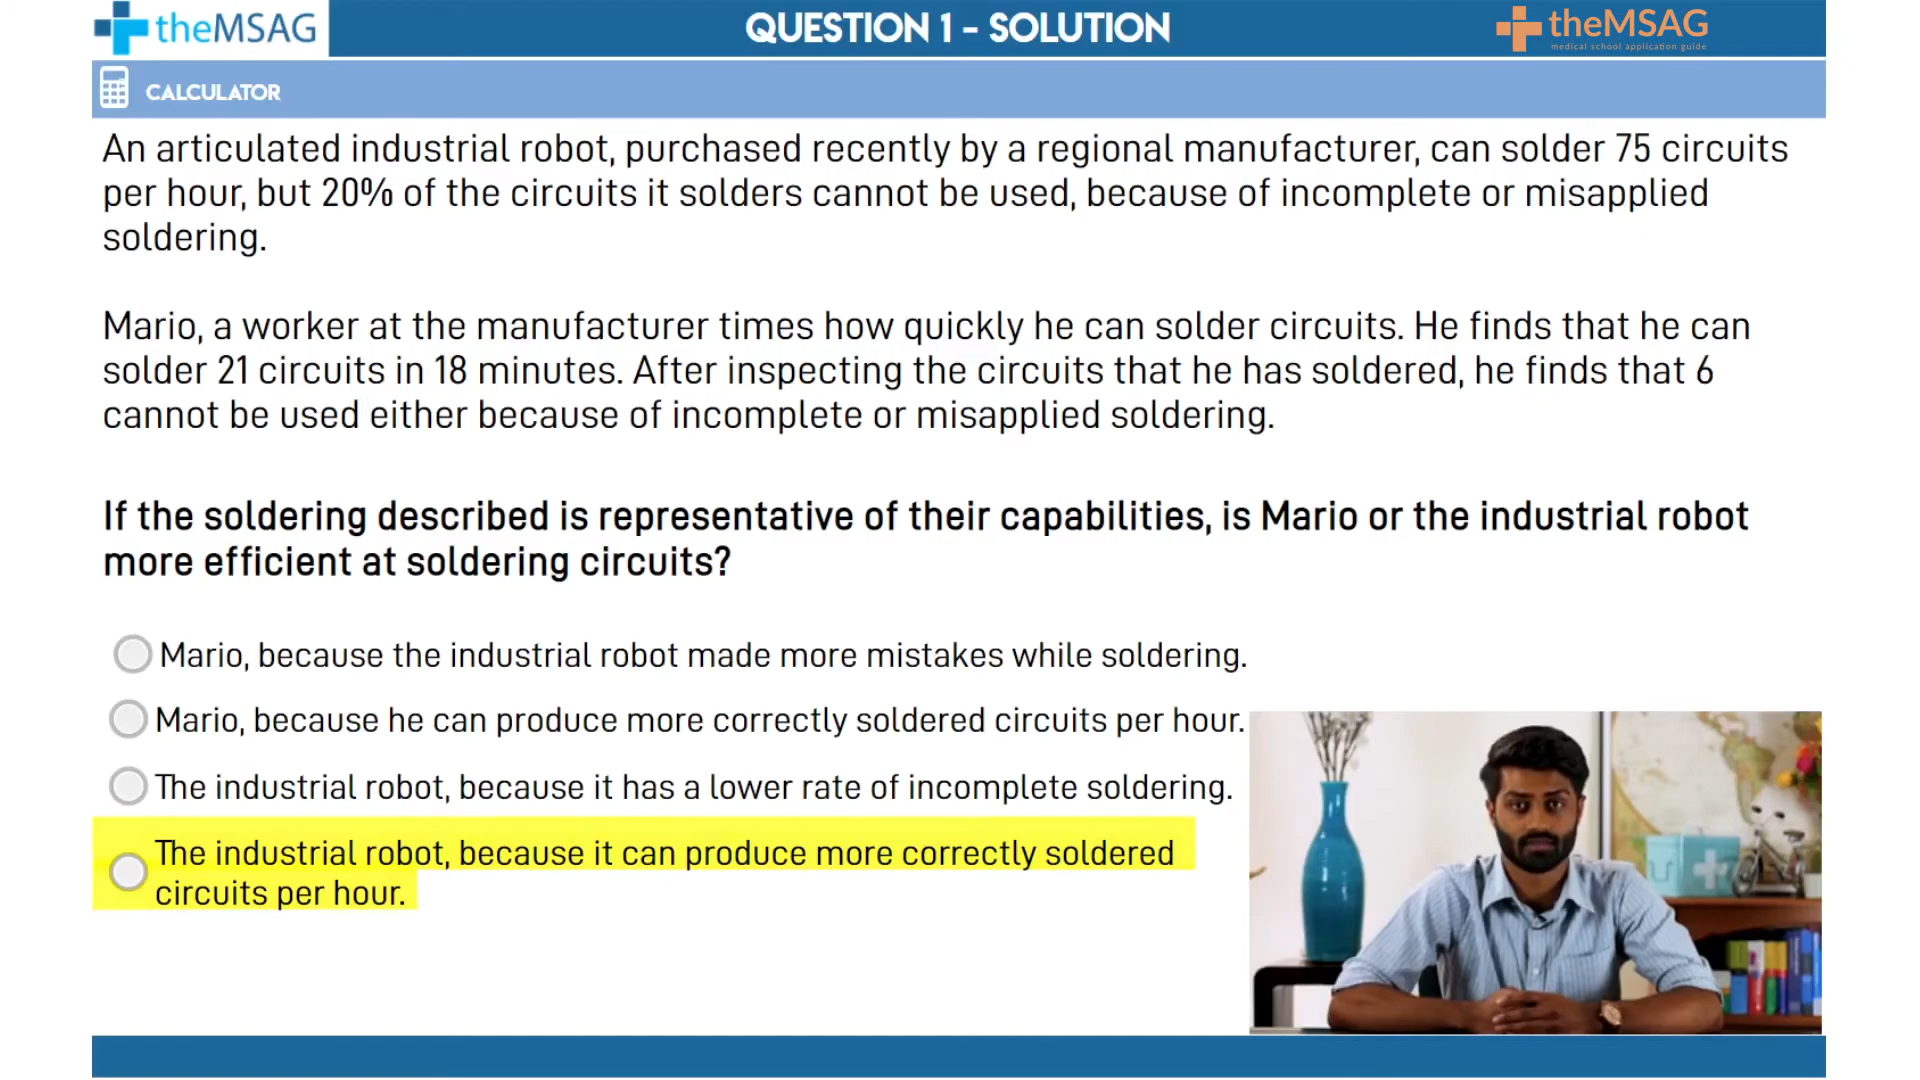 theMSAG
QUESTION 1 - SOLUTION
theMSAG
medical school application guide
CALCULATOR
An articulated industrial robot, purchased recently by a regional manufacturer, can solder 75 circuits
per hour, but 20% of the circuits it solders cannot be used, because of incomplete or misapplied
soldering.
Mario, a worker at the manufacturer times how quickly he can solder circuits. He finds that he can
solder 21 circuits in 18 minutes. After inspecting the circuits that he has soldered, he finds that 6
cannot be used either because of incomplete or misapplied soldering.
If the soldering described is representative of their capabilities, is Mario or the industrial robot
more efficient at soldering circuits?
Mario, because the industrial robot made more mistakes while soldering.
Mario, because he can produce more correctly soldered circuits per hour.
The industrial robot, because it has a lower rate of incomplete soldering.
The industrial robot, because it can produce more correctly soldered
circuits per hour.